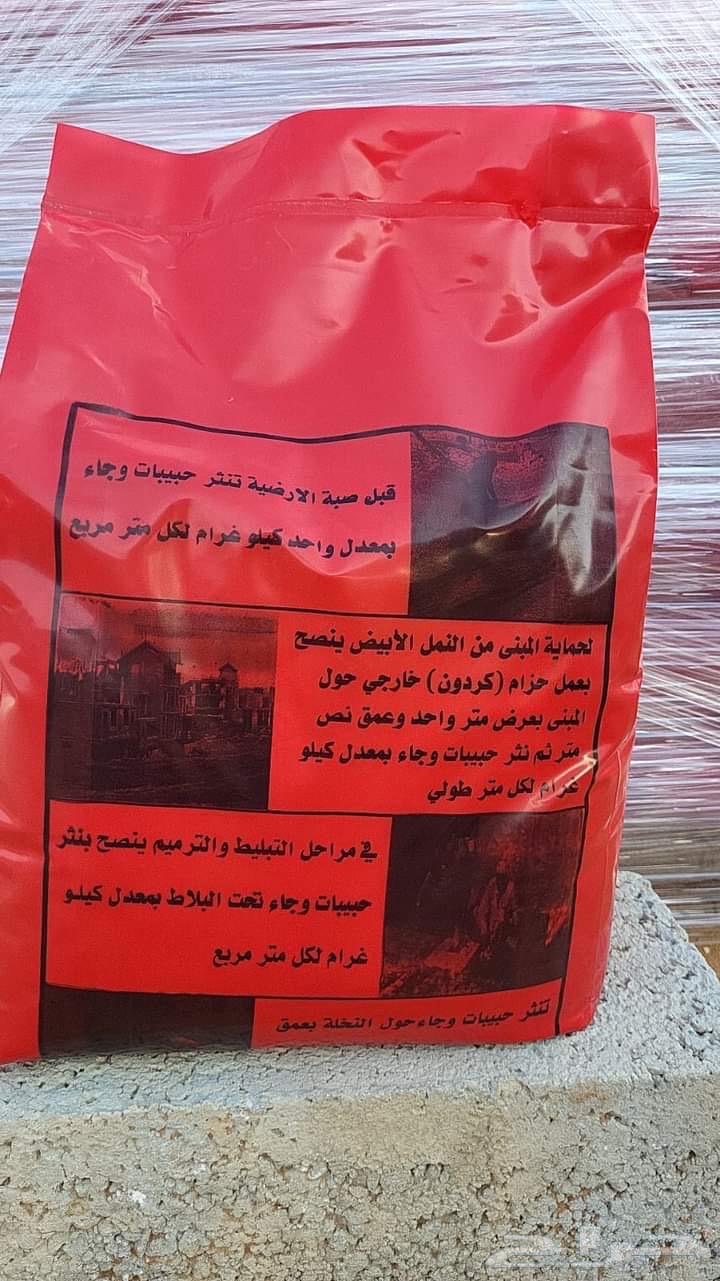 قبل صبة الارضية تنثر حبيبات وجاء
بمعدل واحد كيلو غرام لكل متر مربع
لحماية المبنى من النمل الأبيض ينصح
بعمل حزام (كردون) خارجي حول
المبنى بعرض متر واحد وعمق نص
متر ثم نثر حبيبات وجاء بمعدل كيلو
غرام لكل متر طولي
في مراحل التبليط والترميم ينصح بنثر
حبيبات وجاء تحت البلاط بمعدل كيلو
غرام لكل متر مربع
تنثر حبيبات وجاء حول النخلة بعمق
حراج